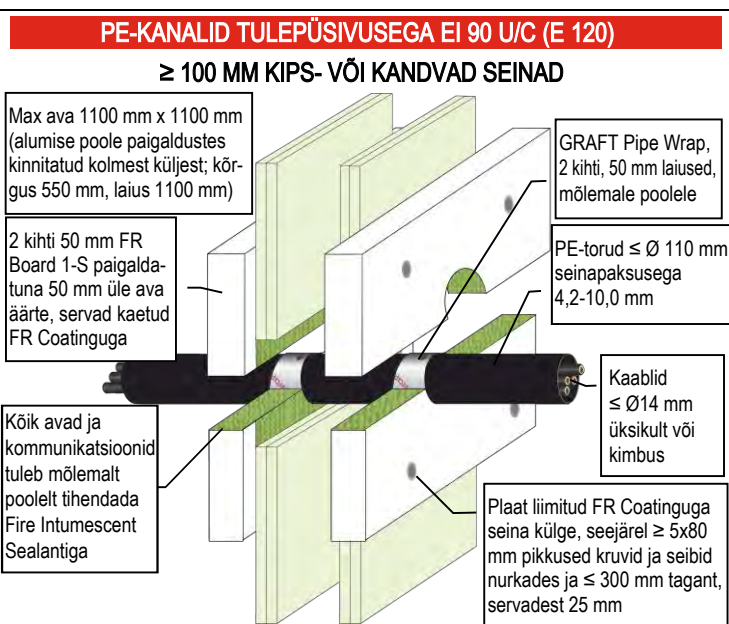 PE-KANALID TULEPÜSIVUSEGA EI 90 U/C (E 120)
≥ 100 MM KIPS- VÕI KANDVAD SEINAD
Max ava 1100 mm x 1100 mm
(alumise poole paigaldustes
kinnitatud kolmest küljest; kõr-
gus 550 mm, laius 1100 mm)
2 kihti 50 mm FR
Board 1-S paigalda-
tuna 50 mm üle ava
äärte, servad kaetud
FR Coatinguga
Kõik avad ja
kommunikatsioonid
tuleb mõlemalt
poolelt tihendada
Fire Intumescent
Sealantiga
GRAFT Pipe Wrap,
2 kihti, 50 mm laiused,
mõlemale poolele
PE-torud ≤ Ø 110 mm
seinapaksusega
4,2-10,0 mm
Kaablid
≤ Ø14 mm
üksikult või
kimbus
Plaat liimitud FR Coatinguga
seina külge, seejärel ≥ 5x80
mm pikkused kruvid ja seibid
nurkades ja ≤ 300 mm tagant,
servadest 25 mm